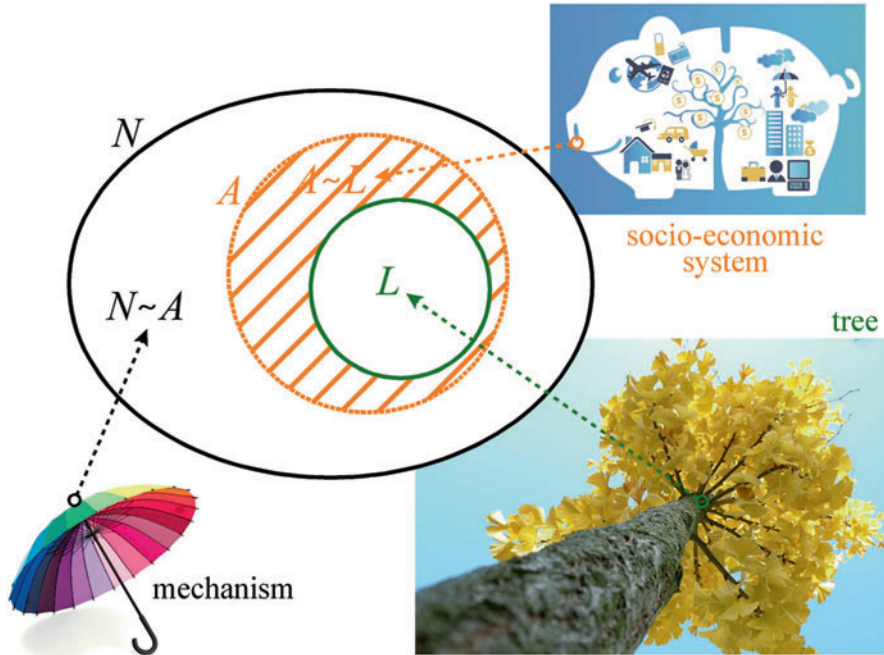 N
A
A~L
socio-economic
system
L
N~A
tree
mechanism